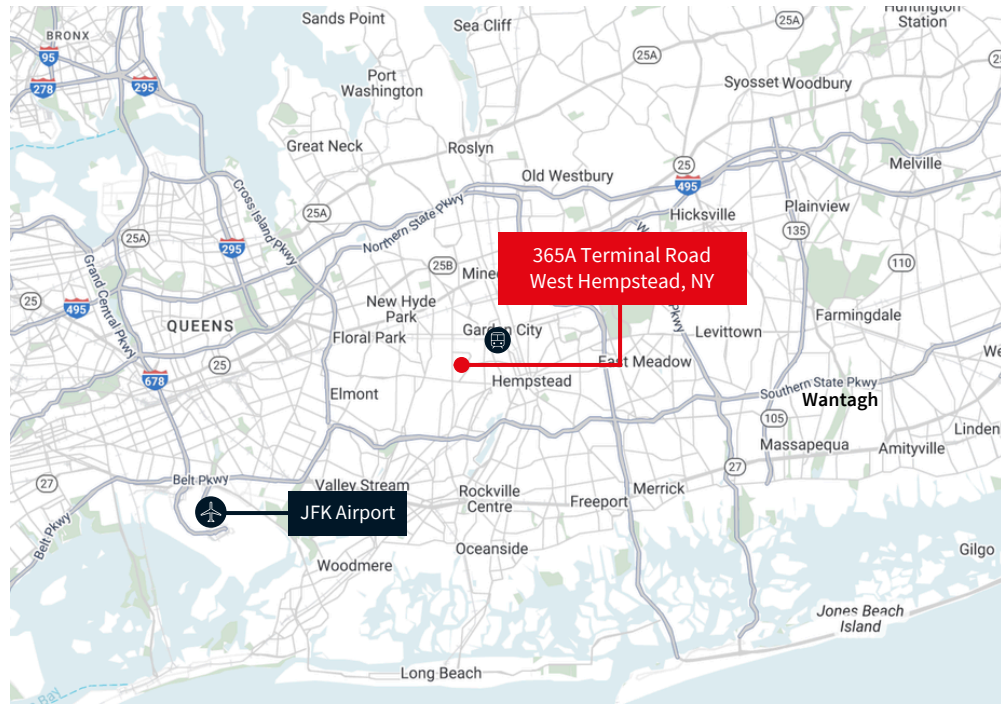 Sands Point
Sea Cliff
Huntington
Station
25A
BRONX
95
278
295
Port
Washington
25A
Syosset
Woodbury
Great Neck
Roslyn
Old Westbury
25
495
Melville
Cross Island Pkwy
25A
Northern State Pkwy
Hicksville
Plainview
25A
295
135
365A Terminal Road
West Hempstead, NY
25B
110
Grand Central Pkwy
25
495
New Hyde
Park
Farmingdale
QUEENS
Floral Park
Garden City
Levittown
Pkwy
25
678
East Meadow
Elmont
Hempstead
Southern State Pkwy
Wantagh
105
Massapequa
Amityville
27
Belt Pkwy
Valley Stream
Rockville
Centre
Freeport
Merrick
27
Belt Pkwy
JFK Airport
Oceanside
Woodmere
Gilgo
Jones Beach
Island
Long Beach